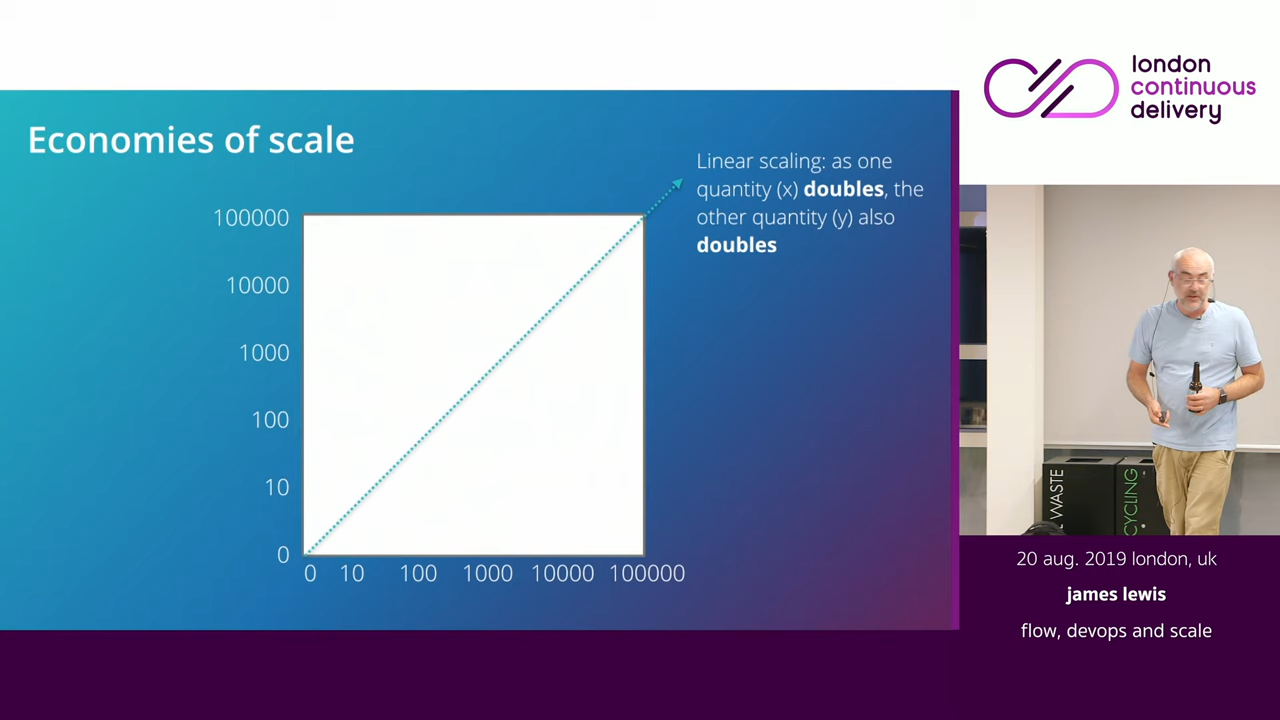 Economies of scale
Linear scaling: as one
quantity (x) doubles, the
other quantity (y) also
doubles
100000
10000
1000
100
10
0
0 10 100 1000 10000 100000
london
continuous
delivery
WASTE
CYCLING
20 aug. 2019 london, uk
james lewis
flow, devops and scale